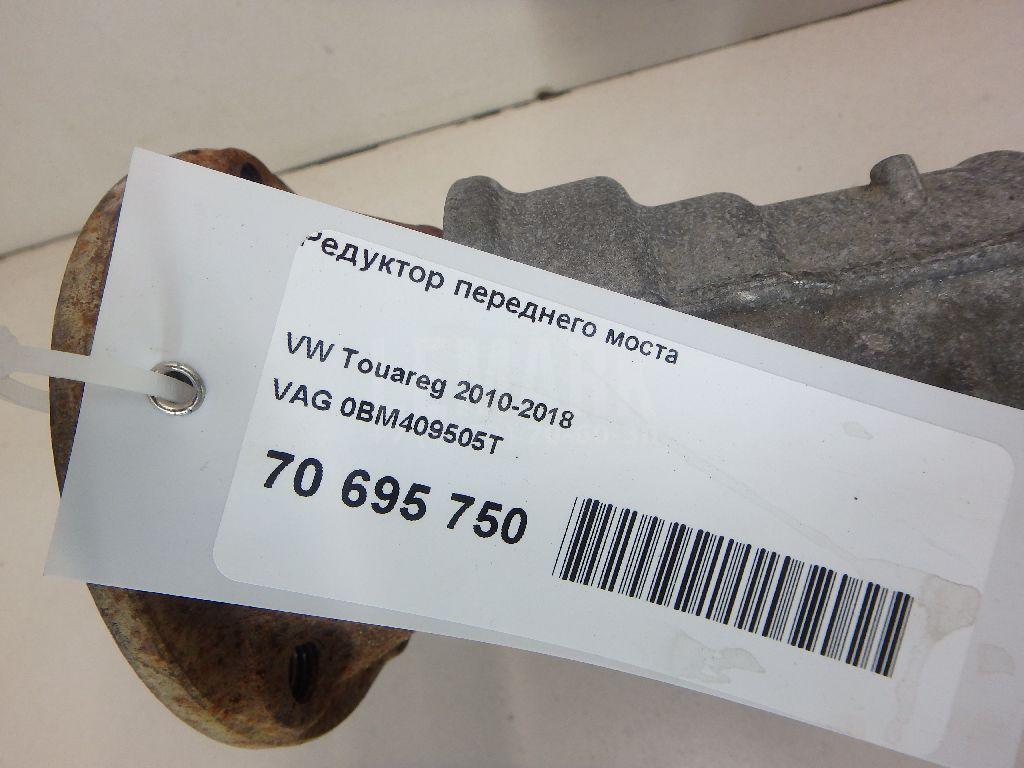 Редуктор переднего моста
VW Touareg 2010-2018
VAG 0BM409505T
70 695 750